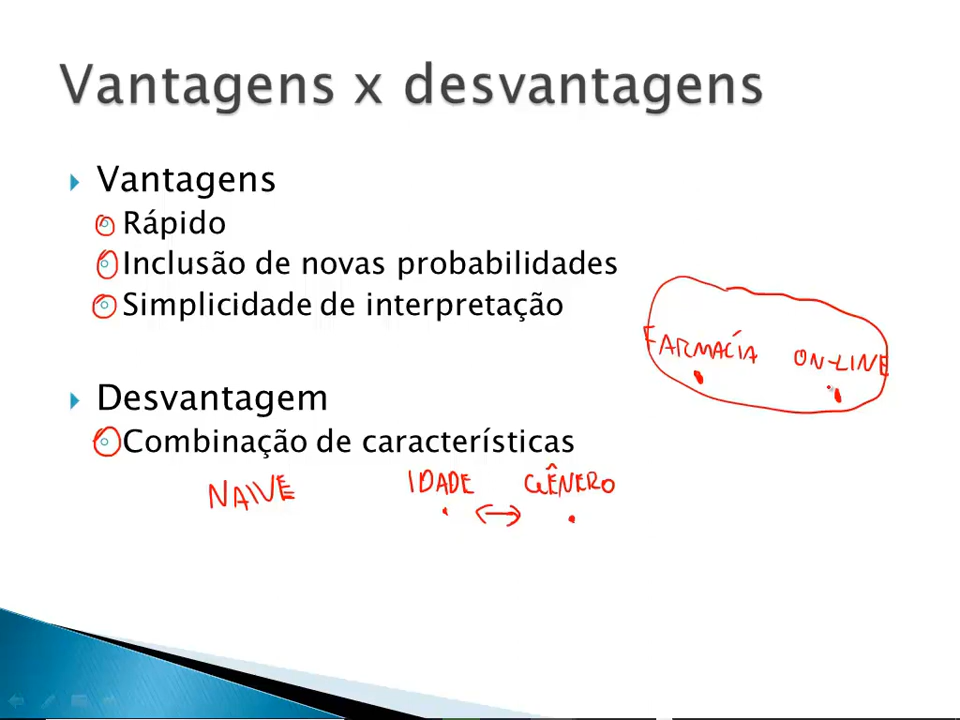 Vantagens x desvantagens
Vantagens
Rápido
Inclusão de novas probabilidades
Simplicidade de interpretação
FARMACÍA ON-LINE
Desvantagem
Combinação de características
NAIVE IDADE GÊNERO